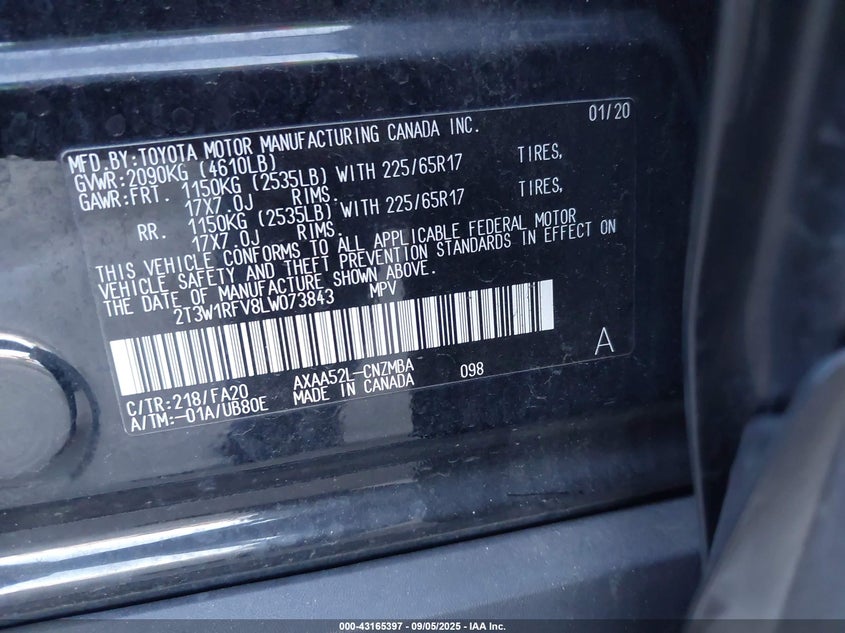 MFD.BY:TOYOTA MOTOR MANUFACTURING CANADA INC. 01/20
GVWR:2090KG (4610LB)
GAWR:FRT. 1150KG (2535LB) WITH 225/65R17 TIRES,
17X7.0J RIMS.
RR. 1150KG (2535LB) WITH 225/65R17 TIRES,
17X7.0J RIMS.
THIS VEHICLE CONFORMS TO ALL APPLICABLE FEDERAL MOTOR
VEHICLE SAFETY AND THEFT PREVENTION STANDARDS IN EFFECT ON
THE DATE OF MANUFACTURE SHOWN ABOVE.
2T3W1RFV8LW073843 MPV
A
C/TR:218/FA20 AXAA52L-CNZMBA 098
A/TM:-01A/UB80E MADE IN CANADA
000-43165397 - 09/05/2025 - IAA Inc.